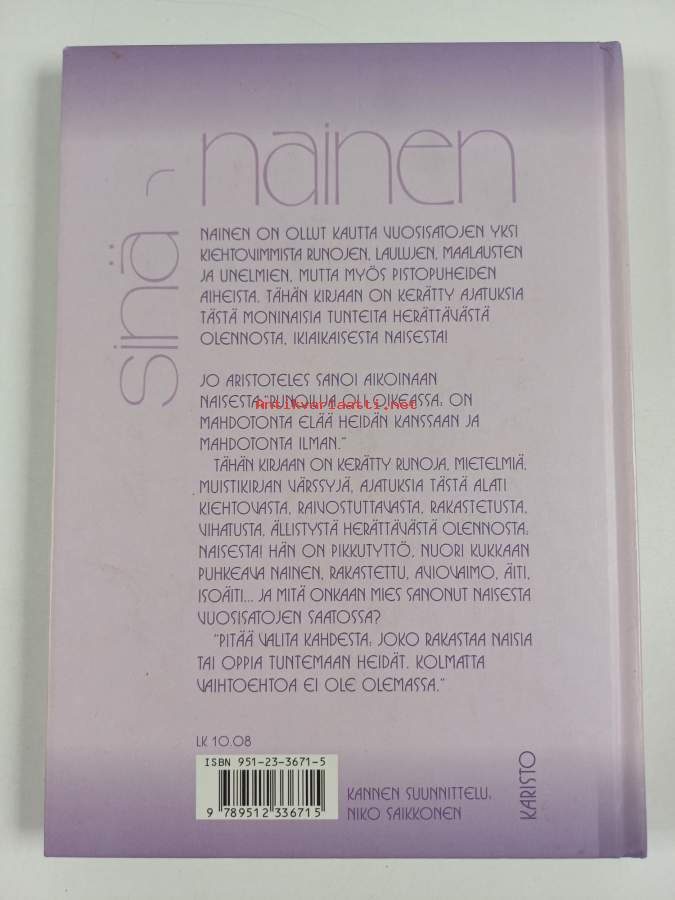 sinä - nainen
NAINEN ON OLLUT KAUTTA VUOSISATOJEN YKSI
KIEHTOVIMMISTA RUNOJEN, LAULUJEN, MAALAUSTEN
JA UNELMIEN, MUTTA MYÖS PISTOPUHEIDEN
AIHEISTA. TÄHÄN KIRJAAN ON KERÄTTY AJATUKSIA
TÄSTÄ MONINAISIA TUNTEITA HERÄTTÄVÄSTÄ
OLENNOSTA, IKIAIKAISESTA NAISESTA!
JO ARISTOTELES SANOI AIKOINAAN
NAISESTA "RUNOILIJA OLI OIKEASSA: ON
Antikvariaatti.net
MAHDOTONTA ELÄÄ HEIDÄN KANSSAAN JA
MAHDOTONTA ILMAN."
TÄHÄN KIRJAAN ON KERÄTTY RUNOJA, MIETELMIÄ,
MUISTIKIRJAN VÄRSSYJÄ, AJATUKSIA TÄSTÄ ALATI
KIEHTOVASTA, RAIVOSTUTTAVASTA, RAKASTETUSTA,
VIHATUSTA, ÄLLISTYSTÄ HERÄTTÄVÄSTÄ OLENNOSTA:
NAISESTA! HÄN ON PIKKUTYTTÖ, NUORI KUKKAAN
PUHKEAVA NAINEN, RAKASTETTU, AVIOVAIMO, ÄITI,
ISOÄITI... JA MITÄ ONKAAN MIES SANONUT NAISESTA
VUOSISATOJEN SAATOSSA?
"PITÄÄ VALITA KAHDESTA: JOKO RAKASTAA NAISIA
TAI OPPIA TUNTEMAAN HEIDÄT. KOLMATTA
VAIHTOEHTOA EI OLE OLEMASSA."
LK 10.08
ISBN 951-23-3671-5
9 789512 336715
KANNEN SUUNNITTELU:
NIKO SAIKKONEN
KARISTO